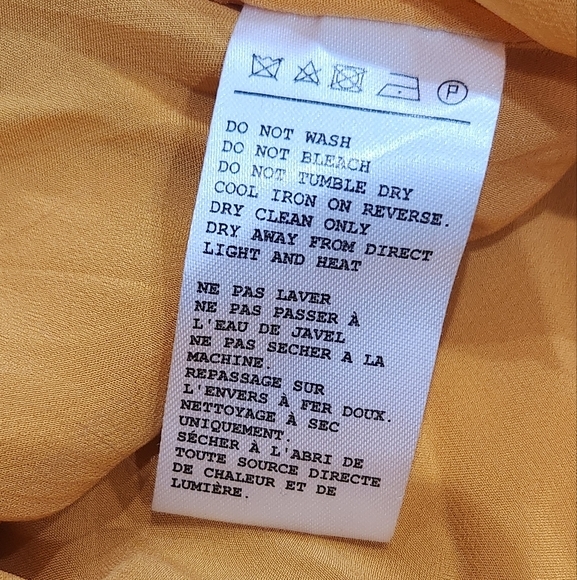 P
DO NOT WASH
DO NOT BLEACH
DO NOT TUMBLE DRY
COOL IRON ON REVERSE.
DRY CLEAN ONLY
DRY AWAY FROM DIRECT
LIGHT AND HEAT
NE PAS LAVER
NE PAS PASSER À
L'EAU DE JAVEL
NE PAS SECHER A LA
MACHINE.
REPASSAGE SUR
L'ENVERS À FER DOUX.
NETTOYAGE À SEC
UNIQUEMENT.
SÉCHER À L'ABRI DE
TOUTE SOURCE DIRECTE
DE CHALEUR ET DE
LUMIÈRE.